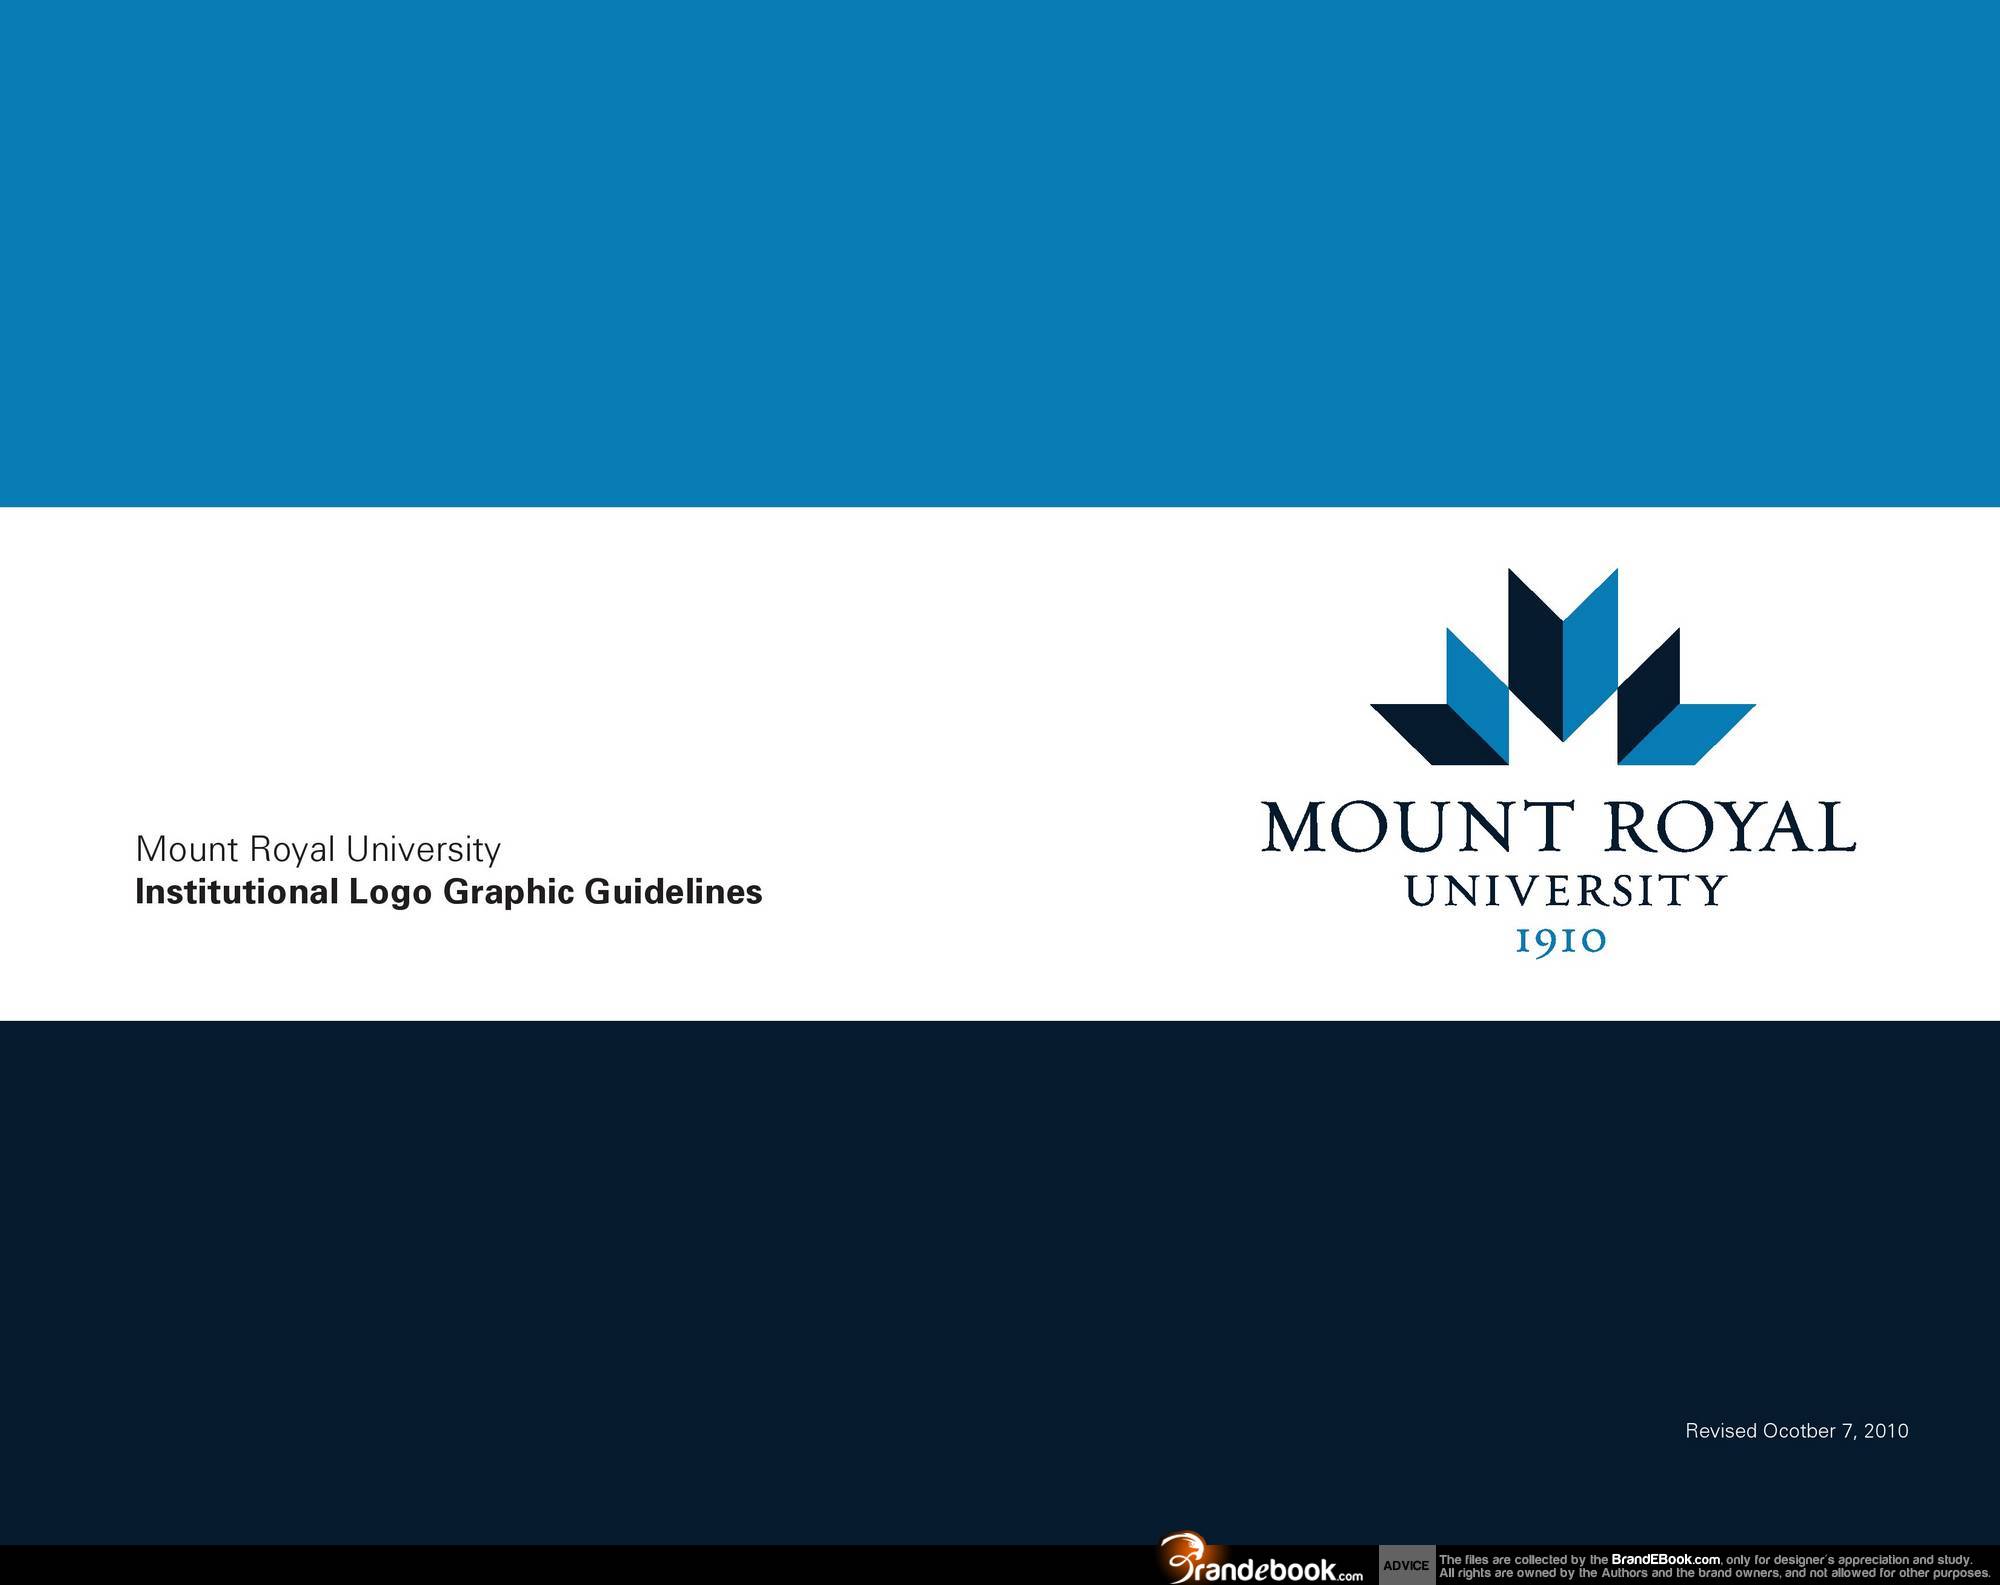 Mount Royal University
Institutional Logo Graphic Guidelines
MOUNT ROYAL
UNIVERSITY
1910
Revised Ocotber 7, 2010
Brandebook.com
ADVICE
The files are collected by the BrandEBook.com, only for designer´s appreciation and study.
All rights are owned by the Authors and the brand owners, and not allowed for other purposes.